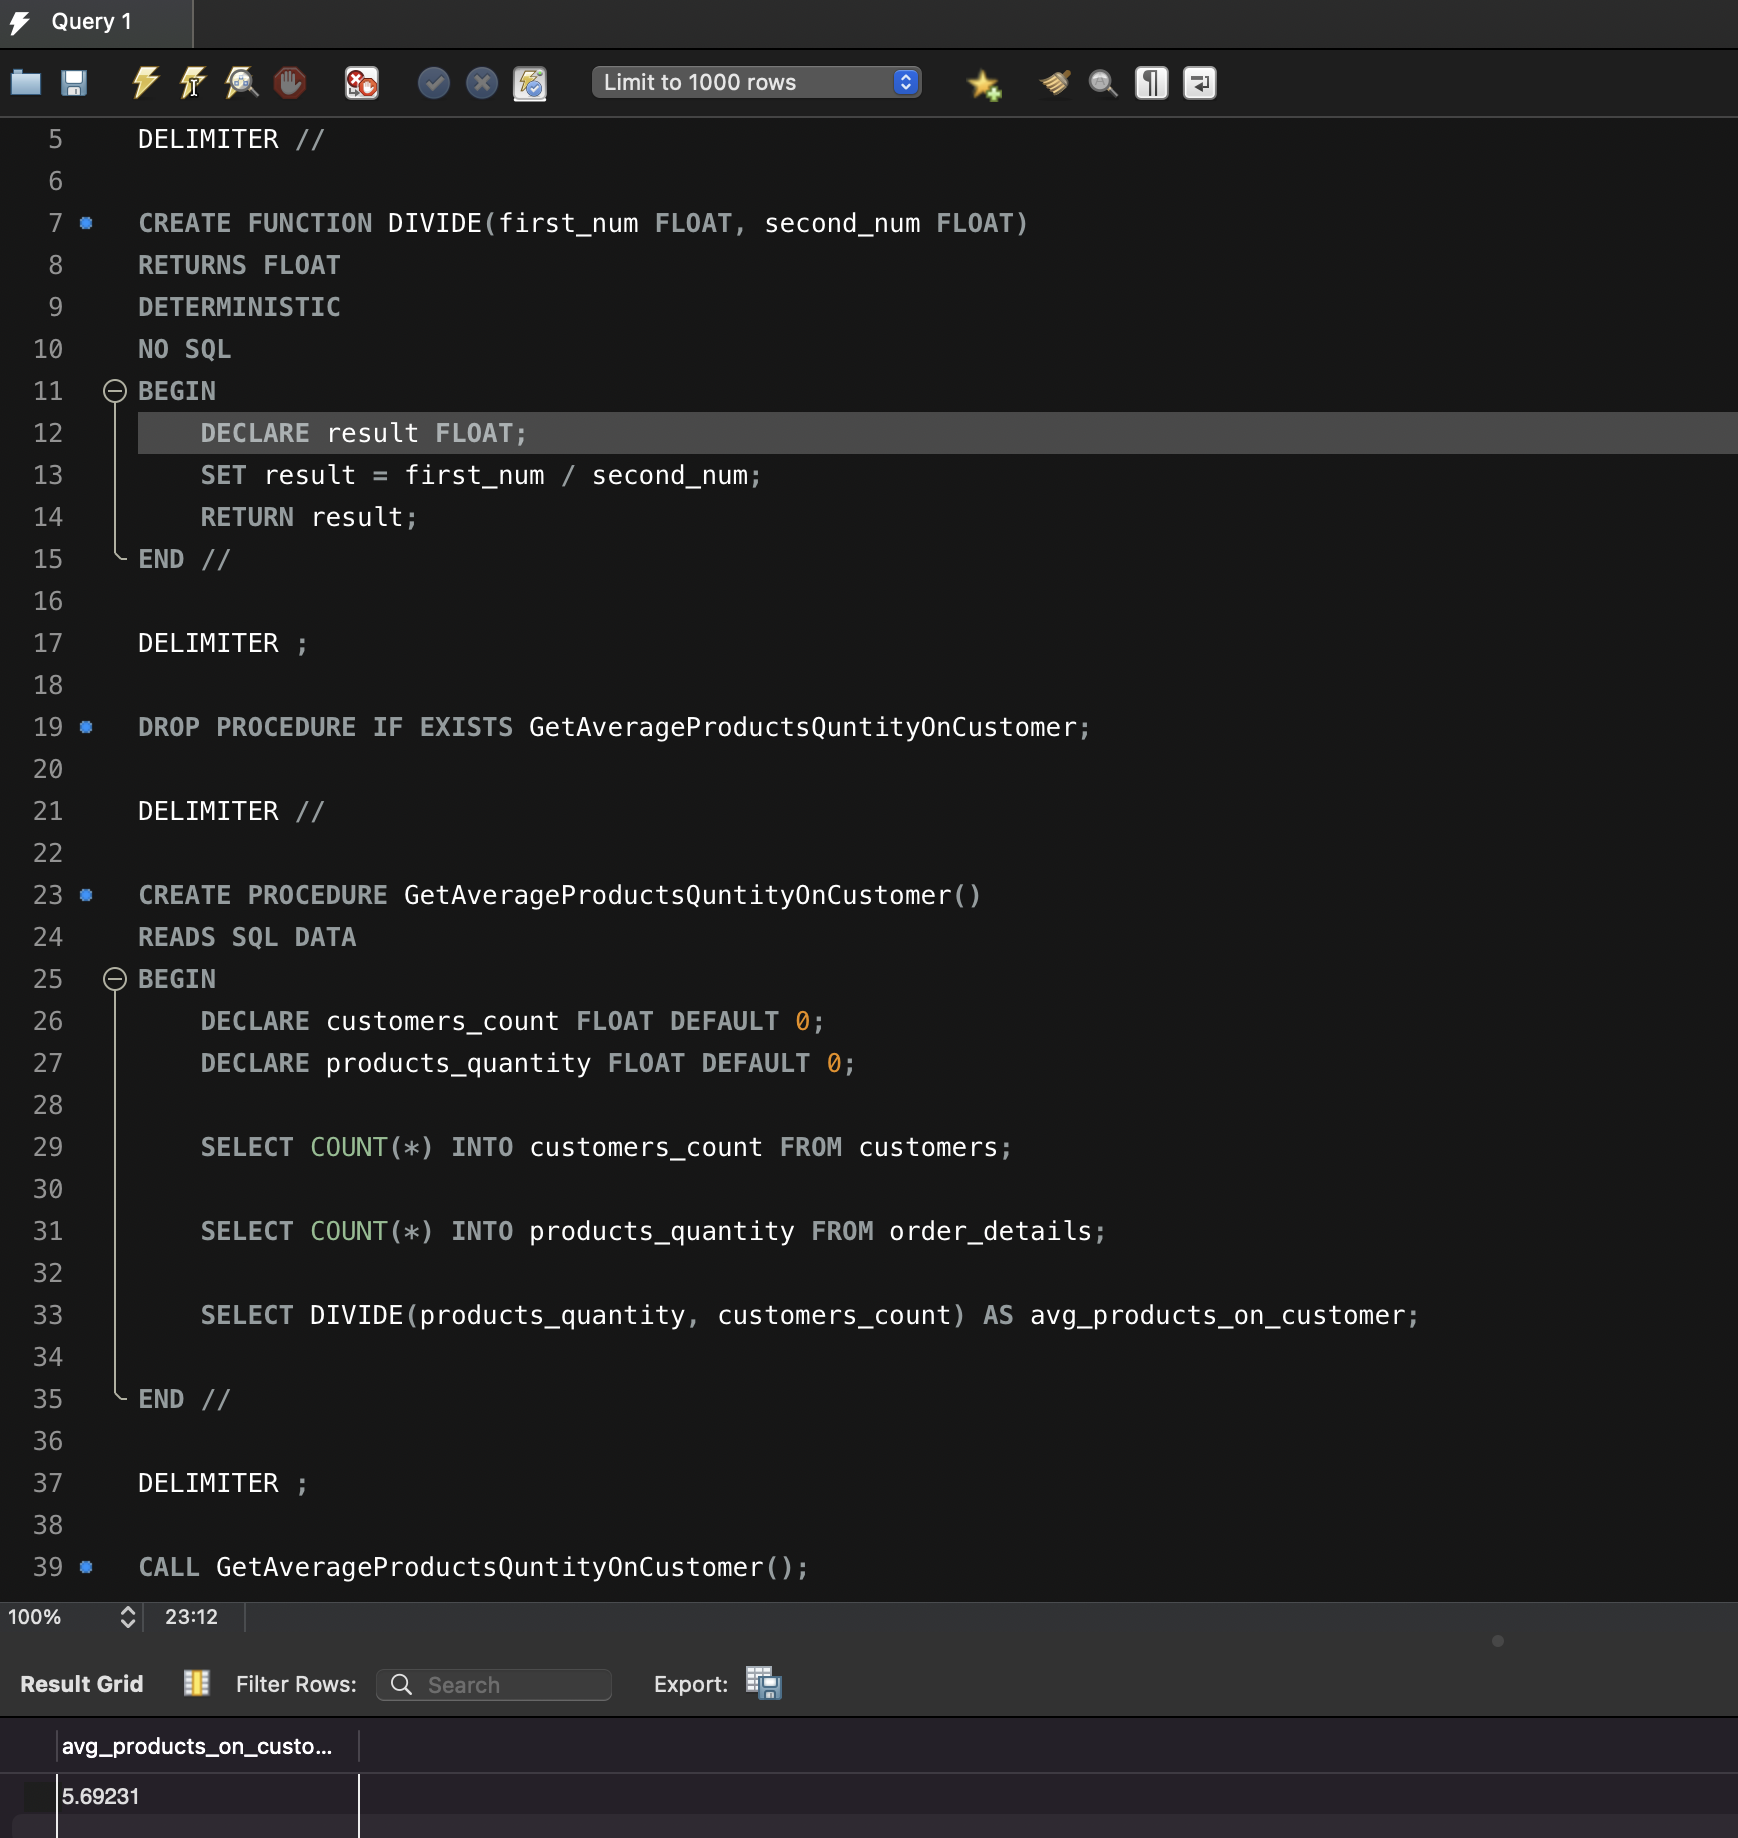 Query 1
Limit to 1000 rows
5 DELIMITER //
6
7 CREATE FUNCTION DIVIDE(first_num FLOAT, second_num FLOAT)
8 RETURNS FLOAT
9 DETERMINISTIC
10 NO SQL
11 BEGIN
12 DECLARE result FLOAT;
13 SET result = first_num / second_num;
14 RETURN result;
15 END //
16
17 DELIMITER ;
18
19 DROP PROCEDURE IF EXISTS GetAverageProductsQuntityOnCustomer;
20
21 DELIMITER //
22
23 CREATE PROCEDURE GetAverageProductsQuntityOnCustomer()
24 READS SQL DATA
25 BEGIN
26 DECLARE customers_count FLOAT DEFAULT 0;
27 DECLARE products_quantity FLOAT DEFAULT 0;
28
29 SELECT COUNT(*) INTO customers_count FROM customers;
30
31 SELECT COUNT(*) INTO products_quantity FROM order_details;
32
33 SELECT DIVIDE(products_quantity, customers_count) AS avg_products_on_customer;
34
35 END //
36
37 DELIMITER ;
38
39 CALL GetAverageProductsQuntityOnCustomer();
100% 23:12
Result Grid Filter Rows: Search Export:
avg_products_on_custo...
5.69231